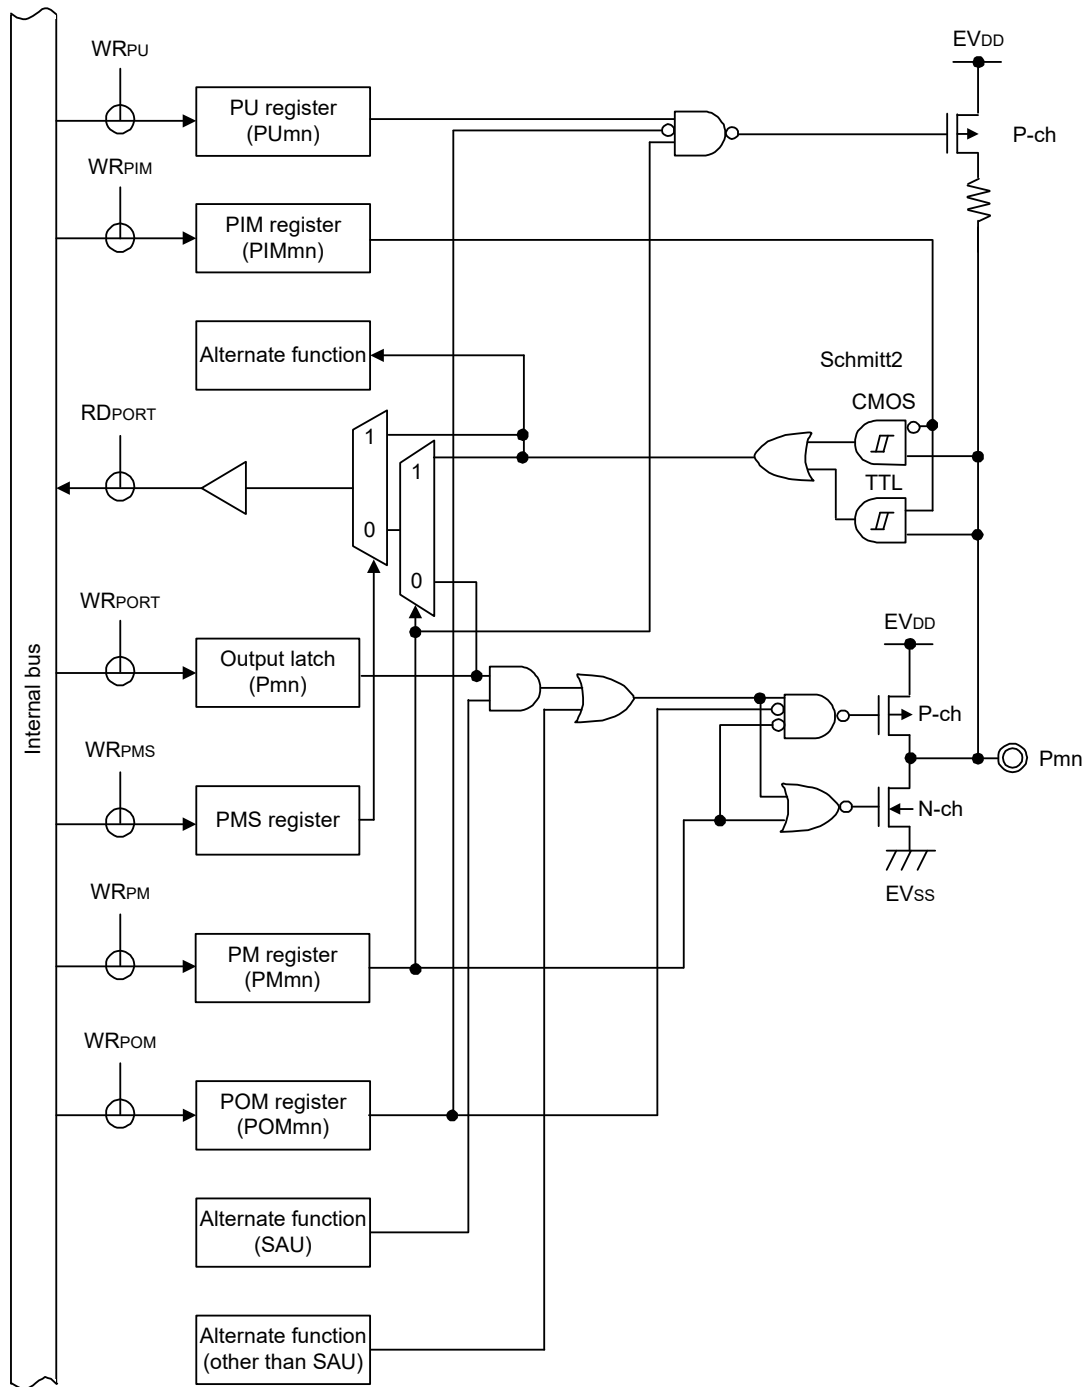 WRPU
EVDD
PU register
(PUmn)
P-ch
WRPIM
PIM register
(PIMmn)
Alternate function
Schmitt2
CMOS
RDPORT
1
1
TTL
0
0
WRPORT
EVDD
Output latch
(Pmn)
P-ch
Internal bus
WRPMS
Pmn
PMS register
N-ch
WRPM
EVSS
PM register
(PMmn)
WRPOM
POM register
(POMmn)
Alternate function
(SAU)
Alternate function
(other than SAU)